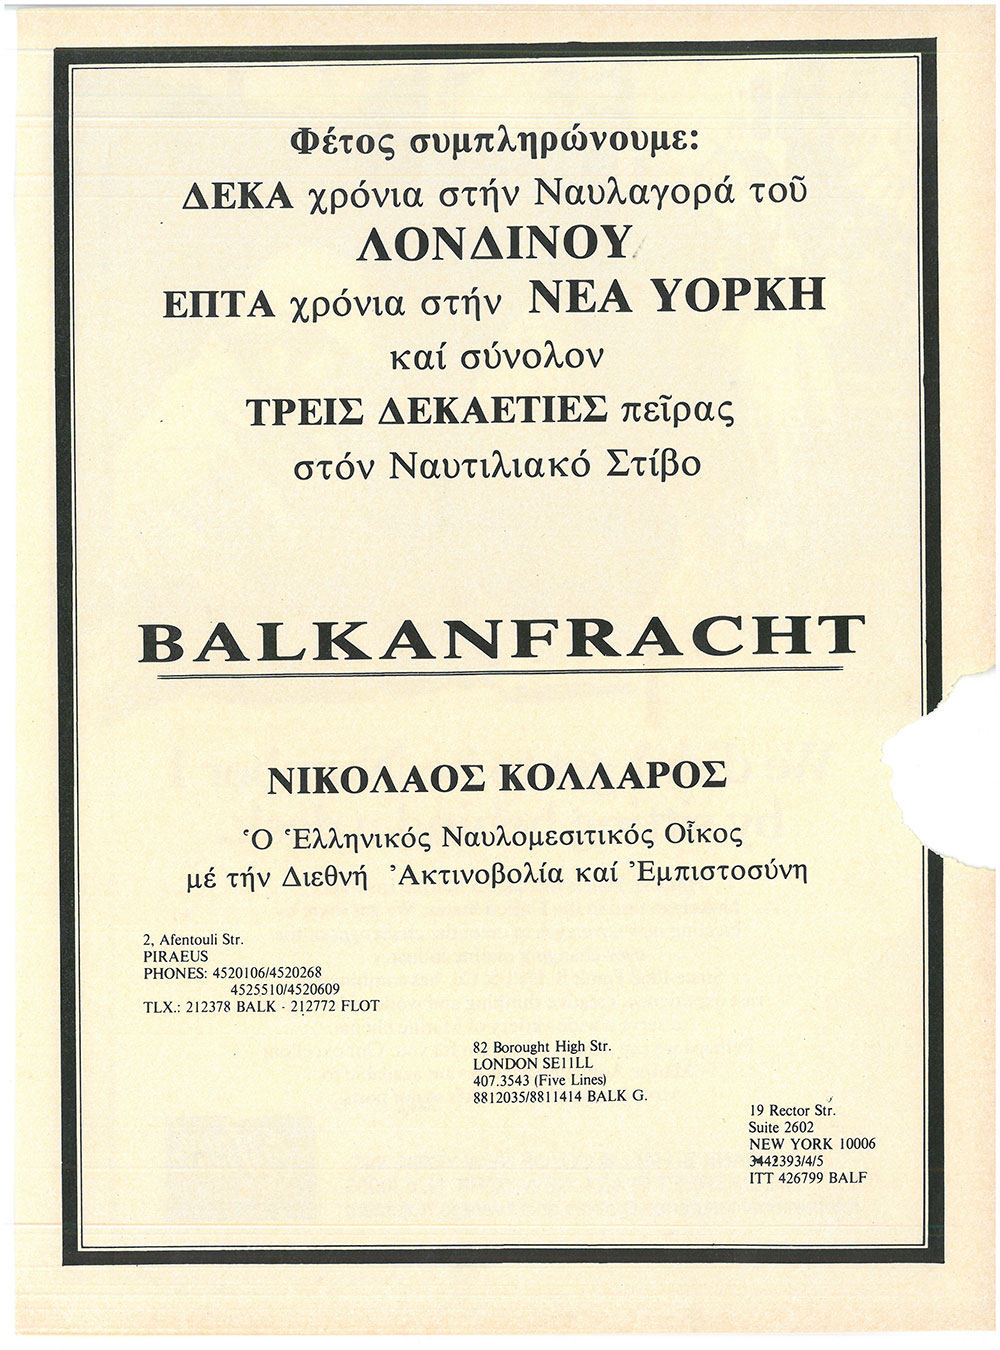 Φέτος συμπληρώνουμε:
ΔΕΚΑ χρόνια στήν Ναυλαγορά τοῦ
ΛΟΝΔΙΝΟΥ
ΕΠΤΑ χρόνια στήν ΝΕΑ ΥΟΡΚΗ
καί σύνολον
ΤΡΕΙΣ ΔΕΚΑΕΤΙΕΣ πεῖρας
στόν Ναυτιλιακό Στίβο
BALKANFRACHT
ΝΙΚΟΛΑΟΣ ΚΟΛΛΑΡΟΣ
Ὁ Ἑλληνικός Ναυλομεσιτικός Οἶκος
μέ τήν Διεθνή Ἀκτινοβολία καί Ἐμπιστοσύνη
2, Afentouli Str.
PIRAEUS
PHONES: 4520106/4520268
4525510/4520609
TLX.: 212378 BALK - 212772 FLOT
82 Borought High Str.
LONDON SE11LL
407.3543 (Five Lines)
8812035/8811414 BALK G.
19 Rector Str.
Suite 2602
NEW YORK 10006
3442393/4/5
ITT 426799 BALF